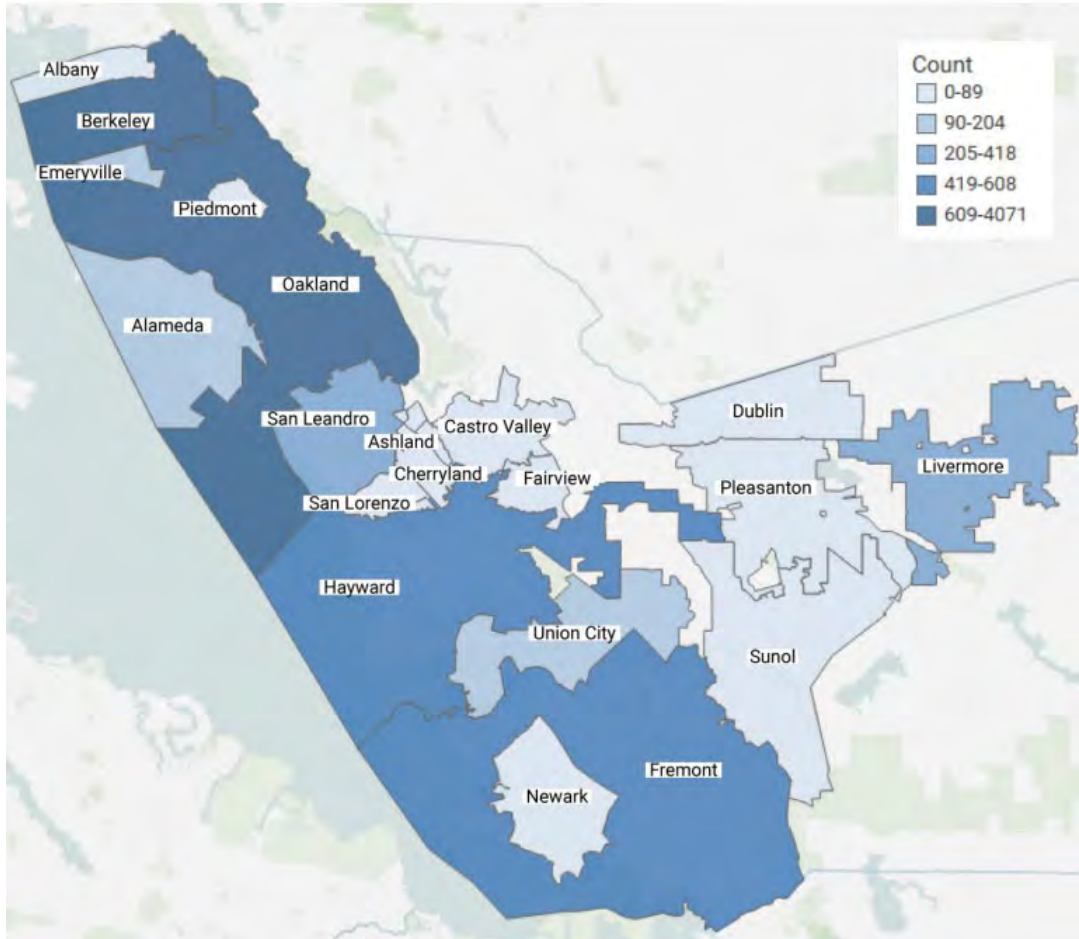 Count
0-89
90-204
205-418
419-608
609-4071
Albany
Berkeley
Emeryville
Piedmont
Oakland
Alameda
San Leandro
Ashland
Castro Valley
Cherryland
Fairview
San Lorenzo
Dublin
Livermore
Pleasanton
Hayward
Union City
Sunol
Fremont
Newark